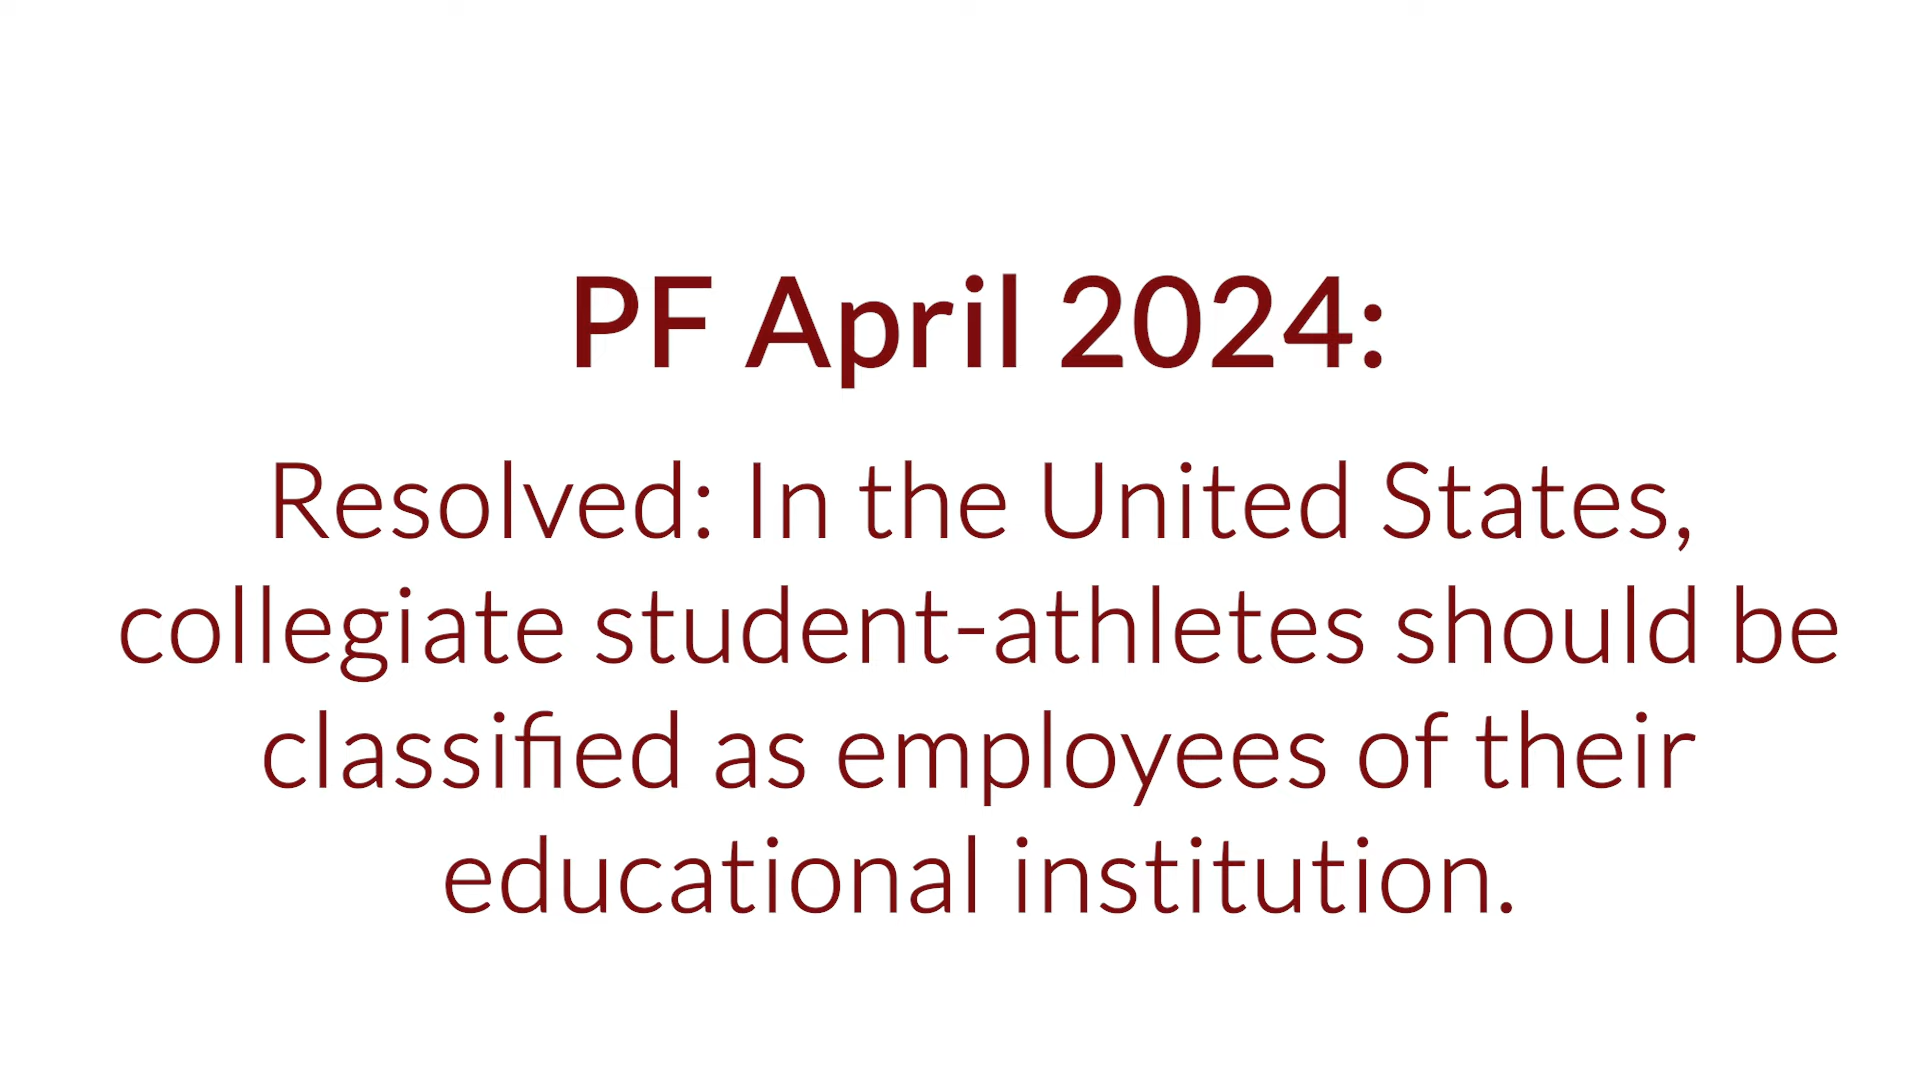 PF April 2024:
Resolved: In the United States,
collegiate student-athletes should be
classified as employees of their
educational institution.